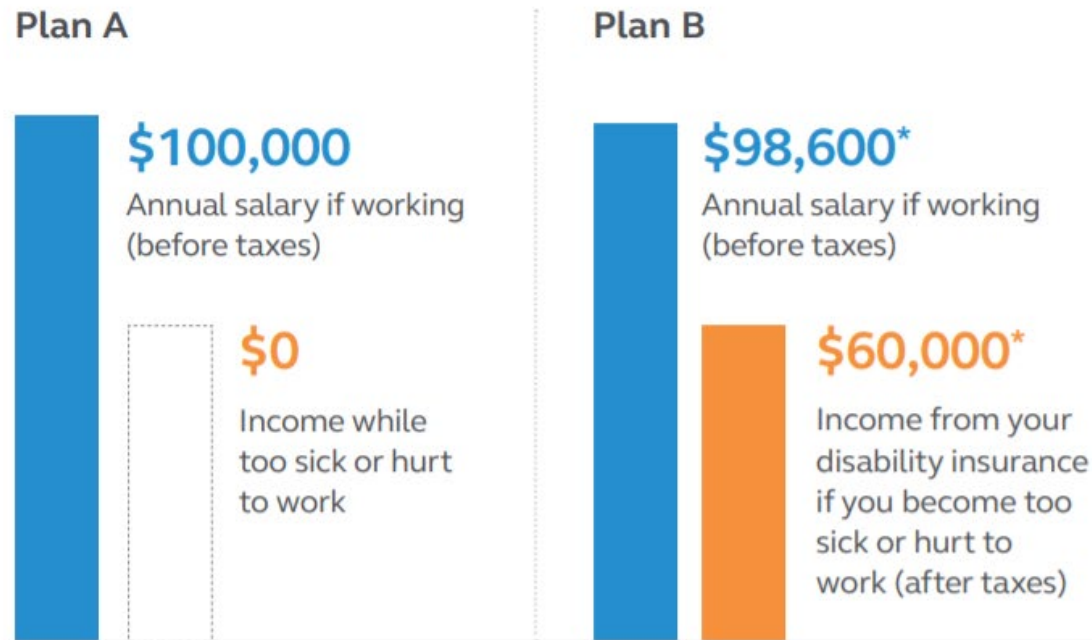 Plan A
$100,000
Annual salary if working
(before taxes)
$0
Income while
too sick or hurt
to work
Plan B
$98,600*
Annual salary if working
(before taxes)
$60,000*
Income from your
disability insurance
if you become too
sick or hurt to
work (after taxes)